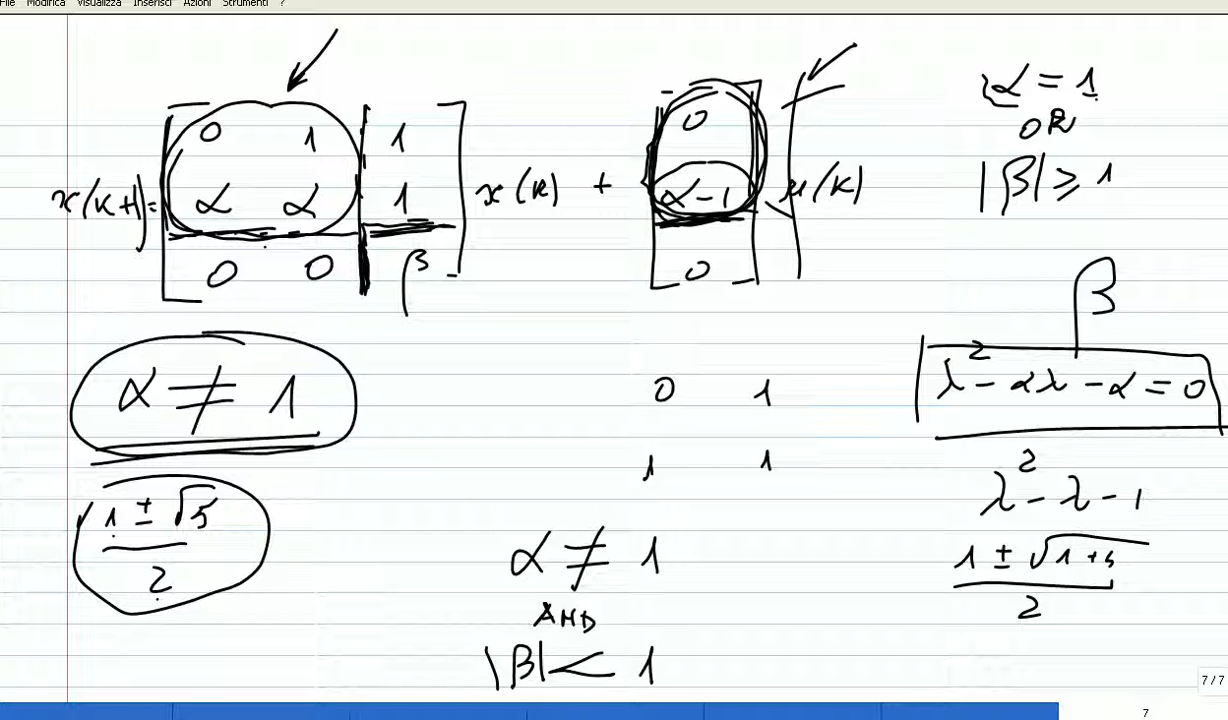 File Modifica Visualizza Inserisci Azioni Strumenti ?
0 1 1 0
x(k+1)= α α 1 x(k) + α-1 u(k)
0 0 β 0
α = 1
OR
|β| ≥ 1
β
λ² - αλ - α = 0
α ≠ 1
0 1
1 1
λ² - λ - 1
1 ± √5
2
1 ± √1+4
2
α ≠ 1
AND
|β| < 1
7 / 7
7